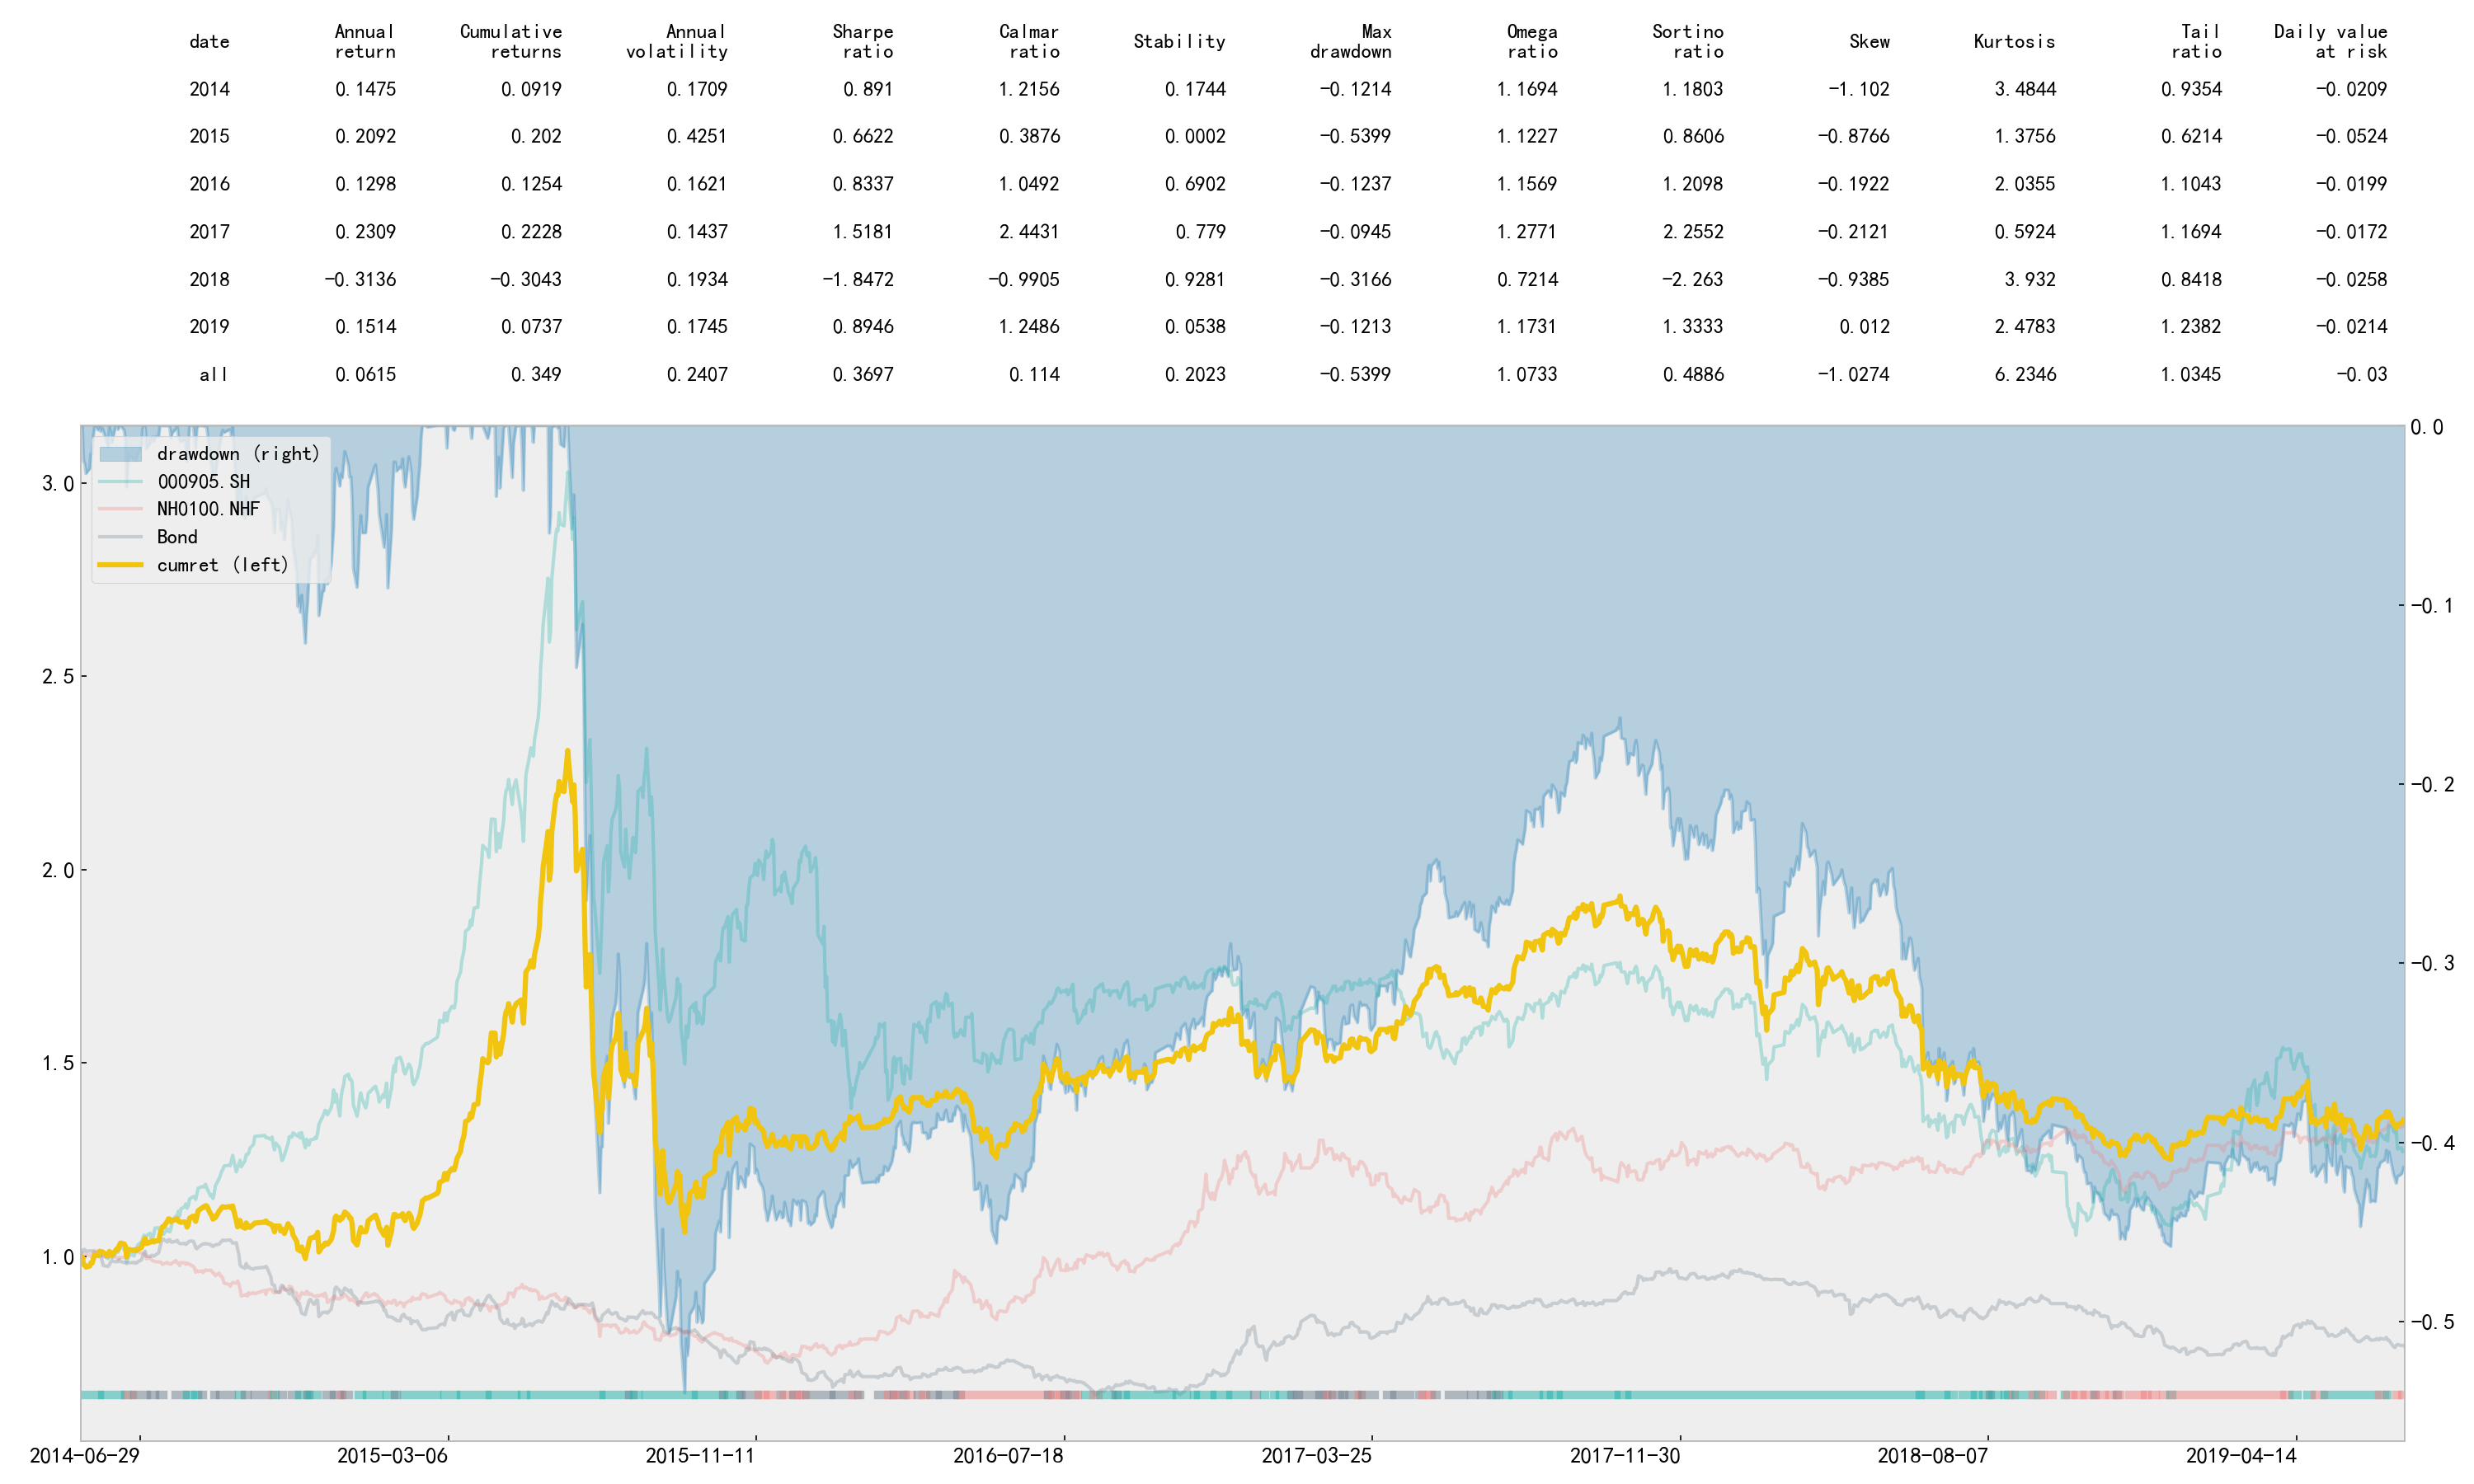 date Annual return Cumulative returns Annual volatility Sharpe ratio Calmar ratio Stability Max drawdown Omega ratio Sortino ratio Skew Kurtosis Tail ratio Daily value at risk
2014 0.1475 0.0919 0.1709 0.891 1.2156 0.1744 −0.1214 1.1694 1.1803 −1.102 3.4844 0.9354 −0.0209
2015 0.2092 0.202 0.4251 0.6622 0.3876 0.0002 −0.5399 1.1227 0.8606 −0.8766 1.3756 0.6214 −0.0524
2016 0.1298 0.1254 0.1621 0.8337 1.0492 0.6902 −0.1237 1.1569 1.2098 −0.1922 2.0355 1.1043 −0.0199
2017 0.2309 0.2228 0.1437 1.5181 2.4431 0.779 −0.0945 1.2771 2.2552 −0.2121 0.5924 1.1694 −0.0172
2018 −0.3136 −0.3043 0.1934 −1.8472 −0.9905 0.9281 −0.3166 0.7214 −2.263 −0.9385 3.932 0.8418 −0.0258
2019 0.1514 0.0737 0.1745 0.8946 1.2486 0.0538 −0.1213 1.1731 1.3333 0.012 2.4783 1.2382 −0.0214
all 0.0615 0.349 0.2407 0.3697 0.114 0.2023 −0.5399 1.0733 0.4886 −1.0274 6.2346 1.0345 −0.03
drawdown (right)
000905.SH
NH0100.NHF
Bond
cumret (left)
3.0
2.5
2.0
1.5
1.0
0.0
−0.1
−0.2
−0.3
−0.4
−0.5
2014-06-29 2015-03-06 2015-11-11 2016-07-18 2017-03-25 2017-11-30 2018-08-07 2019-04-14